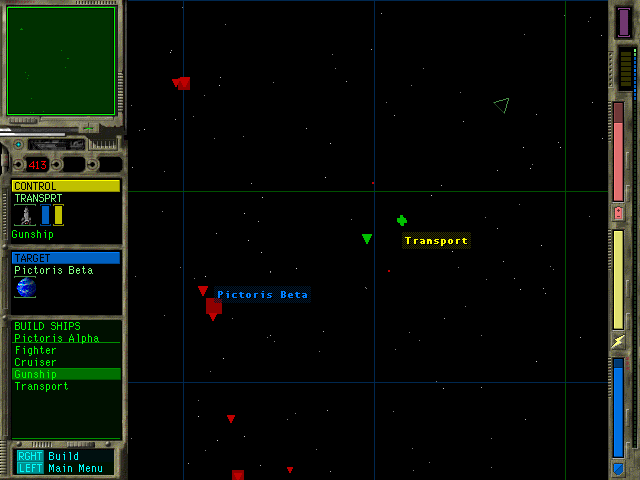 413
CONTROL
TRANSPRT
Gunship
TARGET
Pictoris Beta
BUILD SHIPS
Pictoris Alpha
Fighter
Cruiser
Gunship
Transport
RGHT Build
LEFT Main Menu
Transport
Pictoris Beta